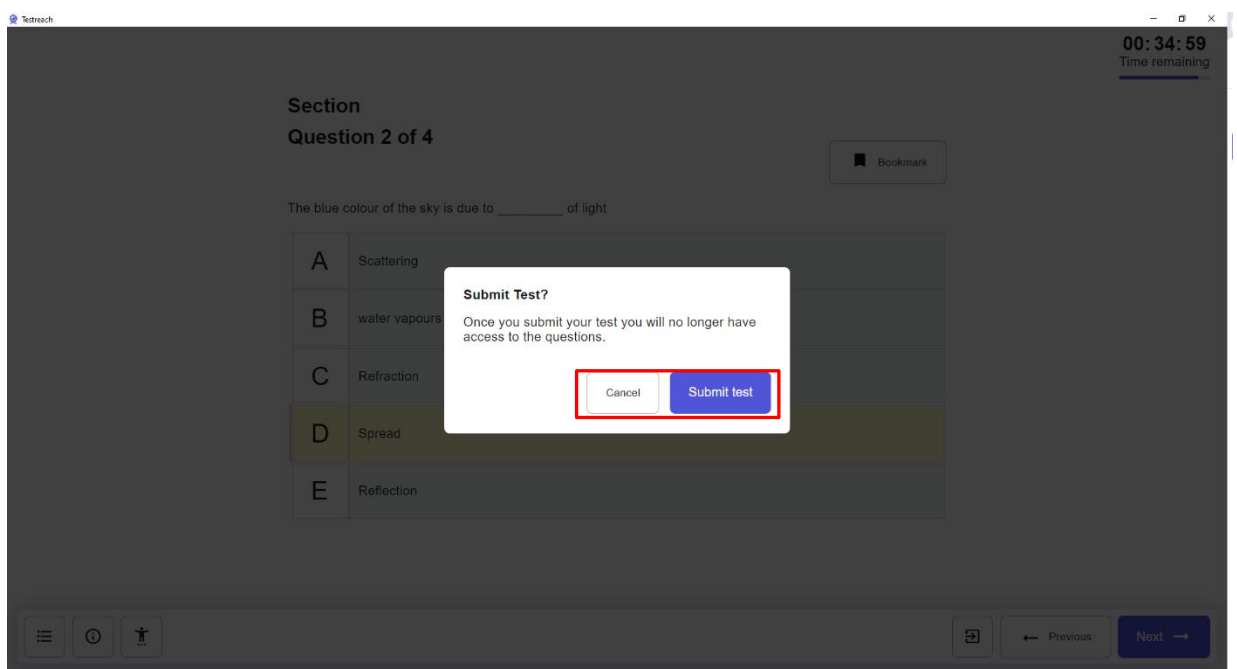 Testreach
00:34:59
Time remaining
Section
Question 2 of 4
Bookmark
The blue colour of the sky is due to _________ of light
A Scattering
B water vapours
C Refraction
D Spread
E Reflection
Submit Test?
Once you submit your test you will no longer have
access to the questions.
Cancel Submit test
Previous Next